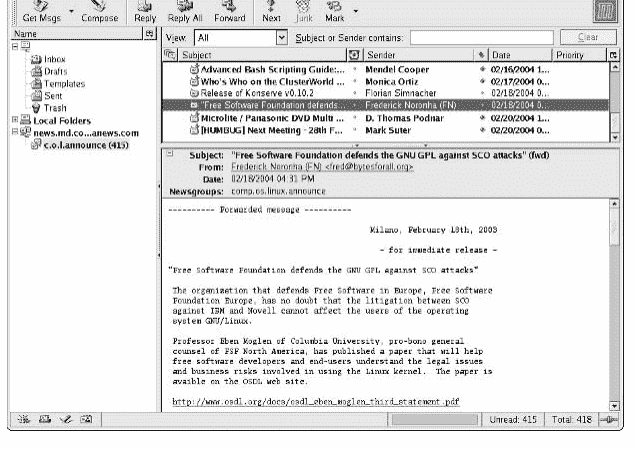 Get Msgs Compose Reply Reply All Forward Next Junk Mark
Name
View: All Subject or Sender contains: Clear
Subject Sender Date Priority
Inbox
Drafts
Templates
Sent
Trash
Local Folders
news.md.co...anews.com
c.o.l.announce (415)
Advanced Bash Scripting Guide:... Mendel Cooper 02/16/2004 1...
Who's Who on the ClusterWorld ... Monica Ortiz 02/17/2004 0...
Release of Konserve v0.10.2 Florian Simnacher 02/18/2004 0...
"Free Software Foundation defends... Frederick Noronha (FN) 02/18/2004 0...
Microlite / Panasonic DVD Multi ... D. Thomas Podnar 02/20/2004 1...
[HUMBUG] Next Meeting - 28th F... Mark Suter 02/20/2004 0...
Subject: "Free Software Foundation defends the GNU GPL against SCO attacks" (fwd)
From: Frederick Noronha (FN) <fred@bytesforall.org>
Date: 02/18/2004 04:31 PM
Newsgroups: comp.os.linux.announce
---------- Forwarded message ----------
Milano, February 18th, 2003
- for immediate release -
"Free Software Foundation defends the GNU GPL against SCO attacks"
The organization that defends Free Software in Europe, Free Software
Foundation Europe, has no doubt that the litigation between SCO
against IBM and Novell cannot affect the users of the operating
system GNU/Linux.
Professor Eben Moglen of Columbia University, pro-bono general
counsel of FSF North America, has published a paper that will help
free software developers and end-users understand the legal issues
and business risks involved in using the Linux kernel. The paper is
avaible on the OSDL web site.
http://www.osdl.org/docs/osdl_eben_moglen_third_statement.pdf
Unread: 415 Total: 418